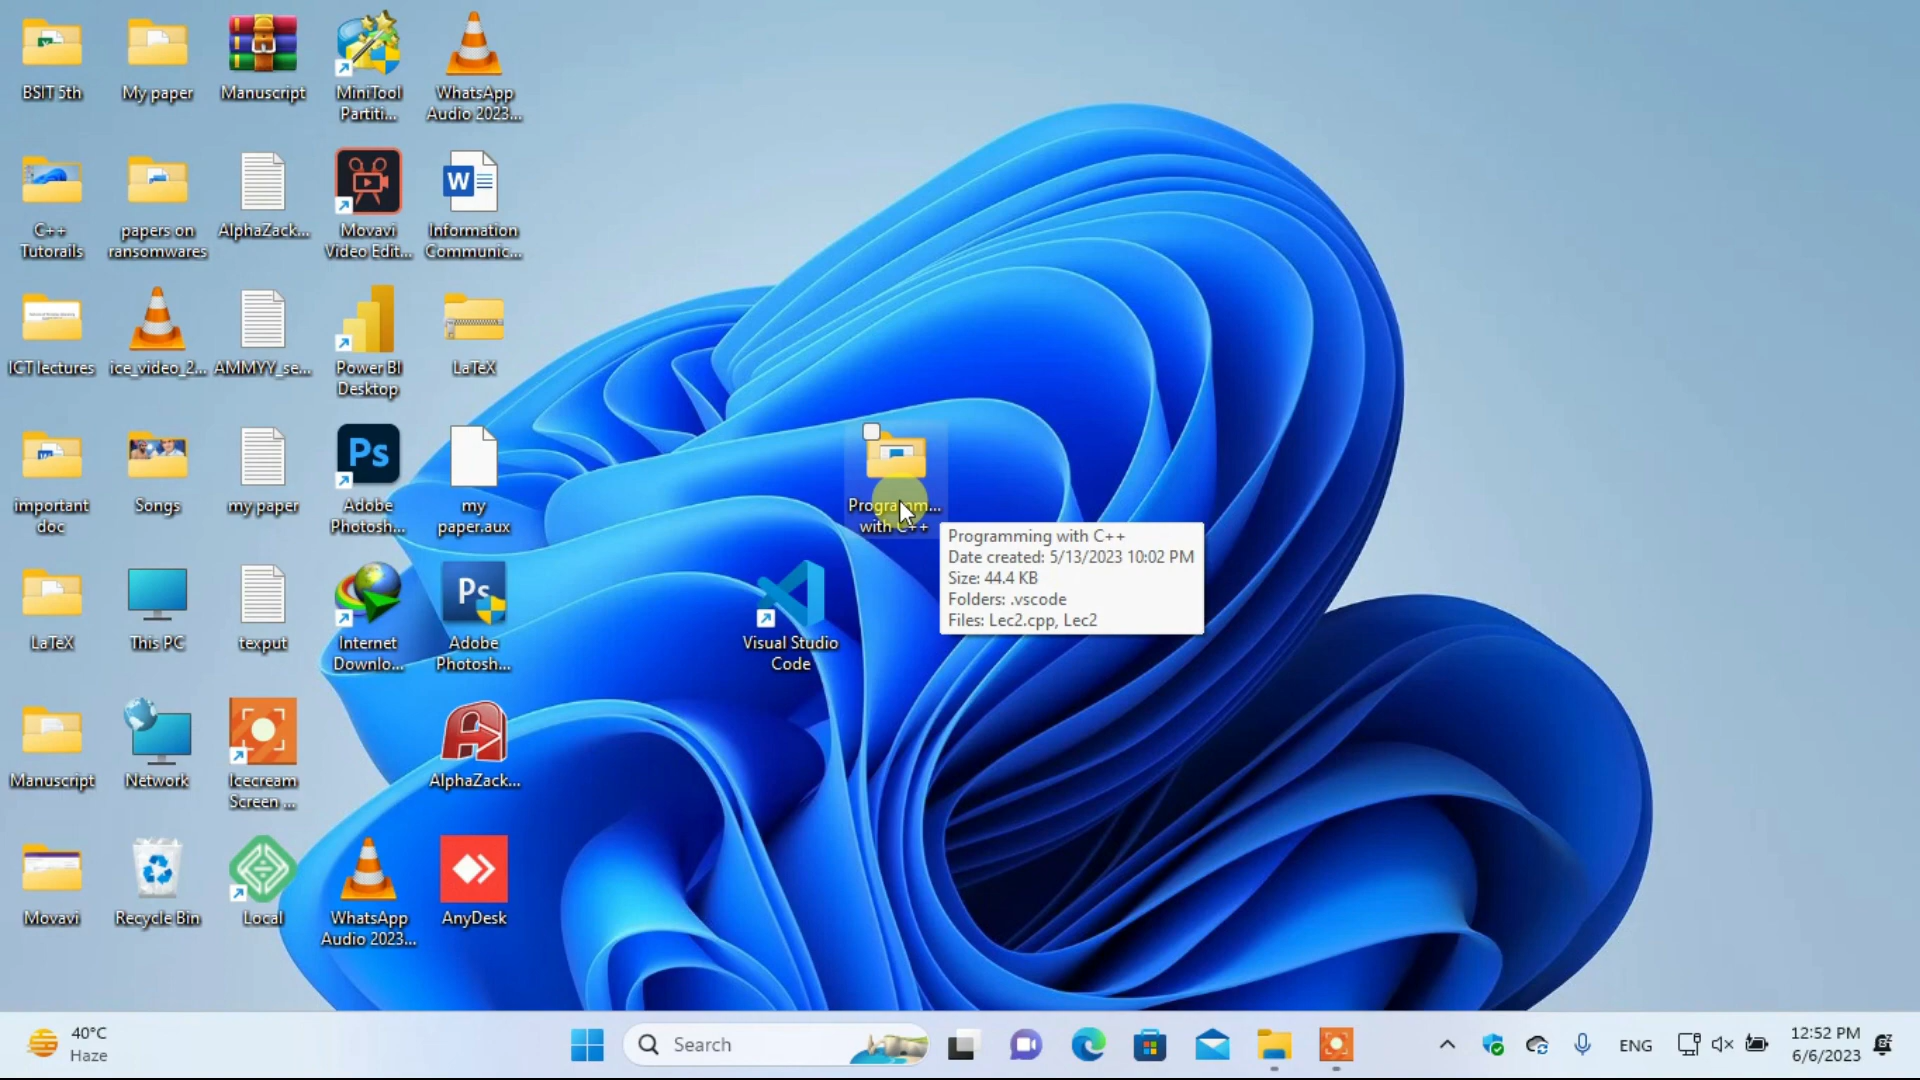 BSIT 5th
My paper
Manuscript
MiniTool
Partiti...
WhatsApp
Audio 2023...
C++
Tutorails
papers on
ransomwares
AlphaZack...
Movavi
Video Edit...
W
Information
Communic...
ICT lectures
ice_video_2...
AMMYY_se...
Power BI
Desktop
LaTeX
important
doc
Songs
my paper
Ps
Adobe
Photosh...
my
paper.aux
Programm...
with C++
Programming with C++
Date created: 5/13/2023 10:02 PM
Size: 44.4 KB
Folders: .vscode
Files: Lec2.cpp, Lec2
LaTeX
This PC
texput
Internet
Downlo...
Ps
Adobe
Photosh...
Visual Studio
Code
Manuscript
Network
Icecream
Screen ...
AlphaZack...
Movavi
Recycle Bin
Local
WhatsApp
Audio 2023...
AnyDesk
40°C
Haze
Search
ENG
12:52 PM
6/6/2023